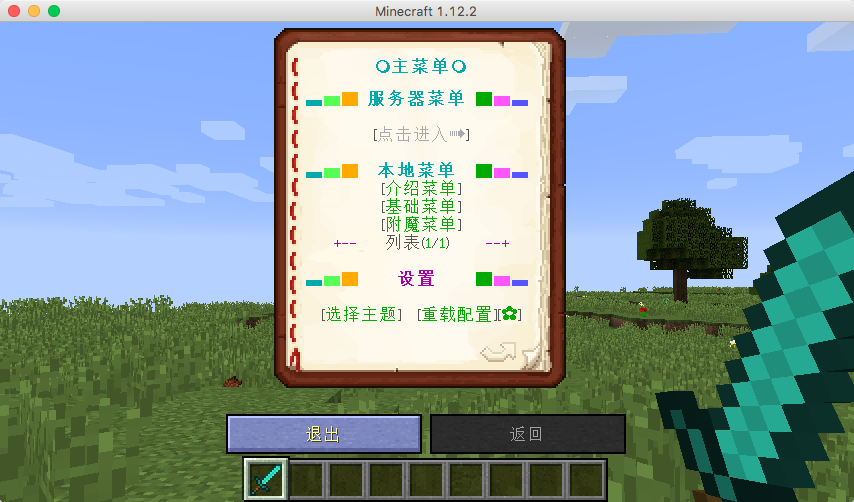 Minecraft 1.12.2
❍主菜单❍
服务器菜单
[点击进入➠]
本地菜单
[介绍菜单]
[基础菜单]
[附魔菜单]
+-- 列表(1/1) --+
设置
[选择主题] [重载配置][✿]
退出 返回